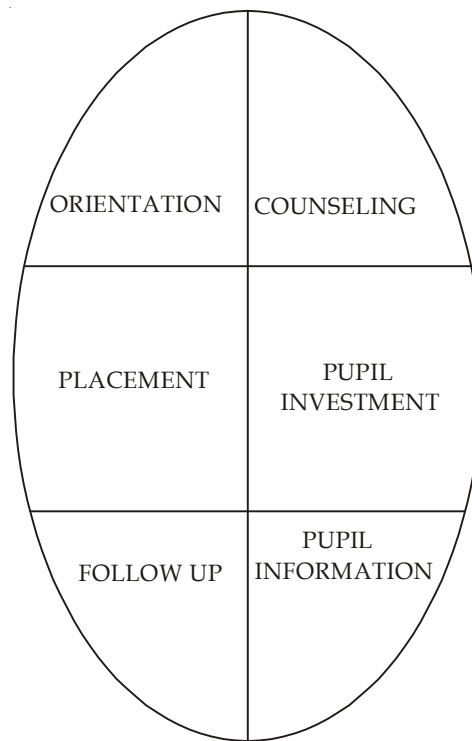 ORIENTATION
COUNSELING
PLACEMENT
PUPIL
INVESTMENT
FOLLOW UP
PUPIL
INFORMATION